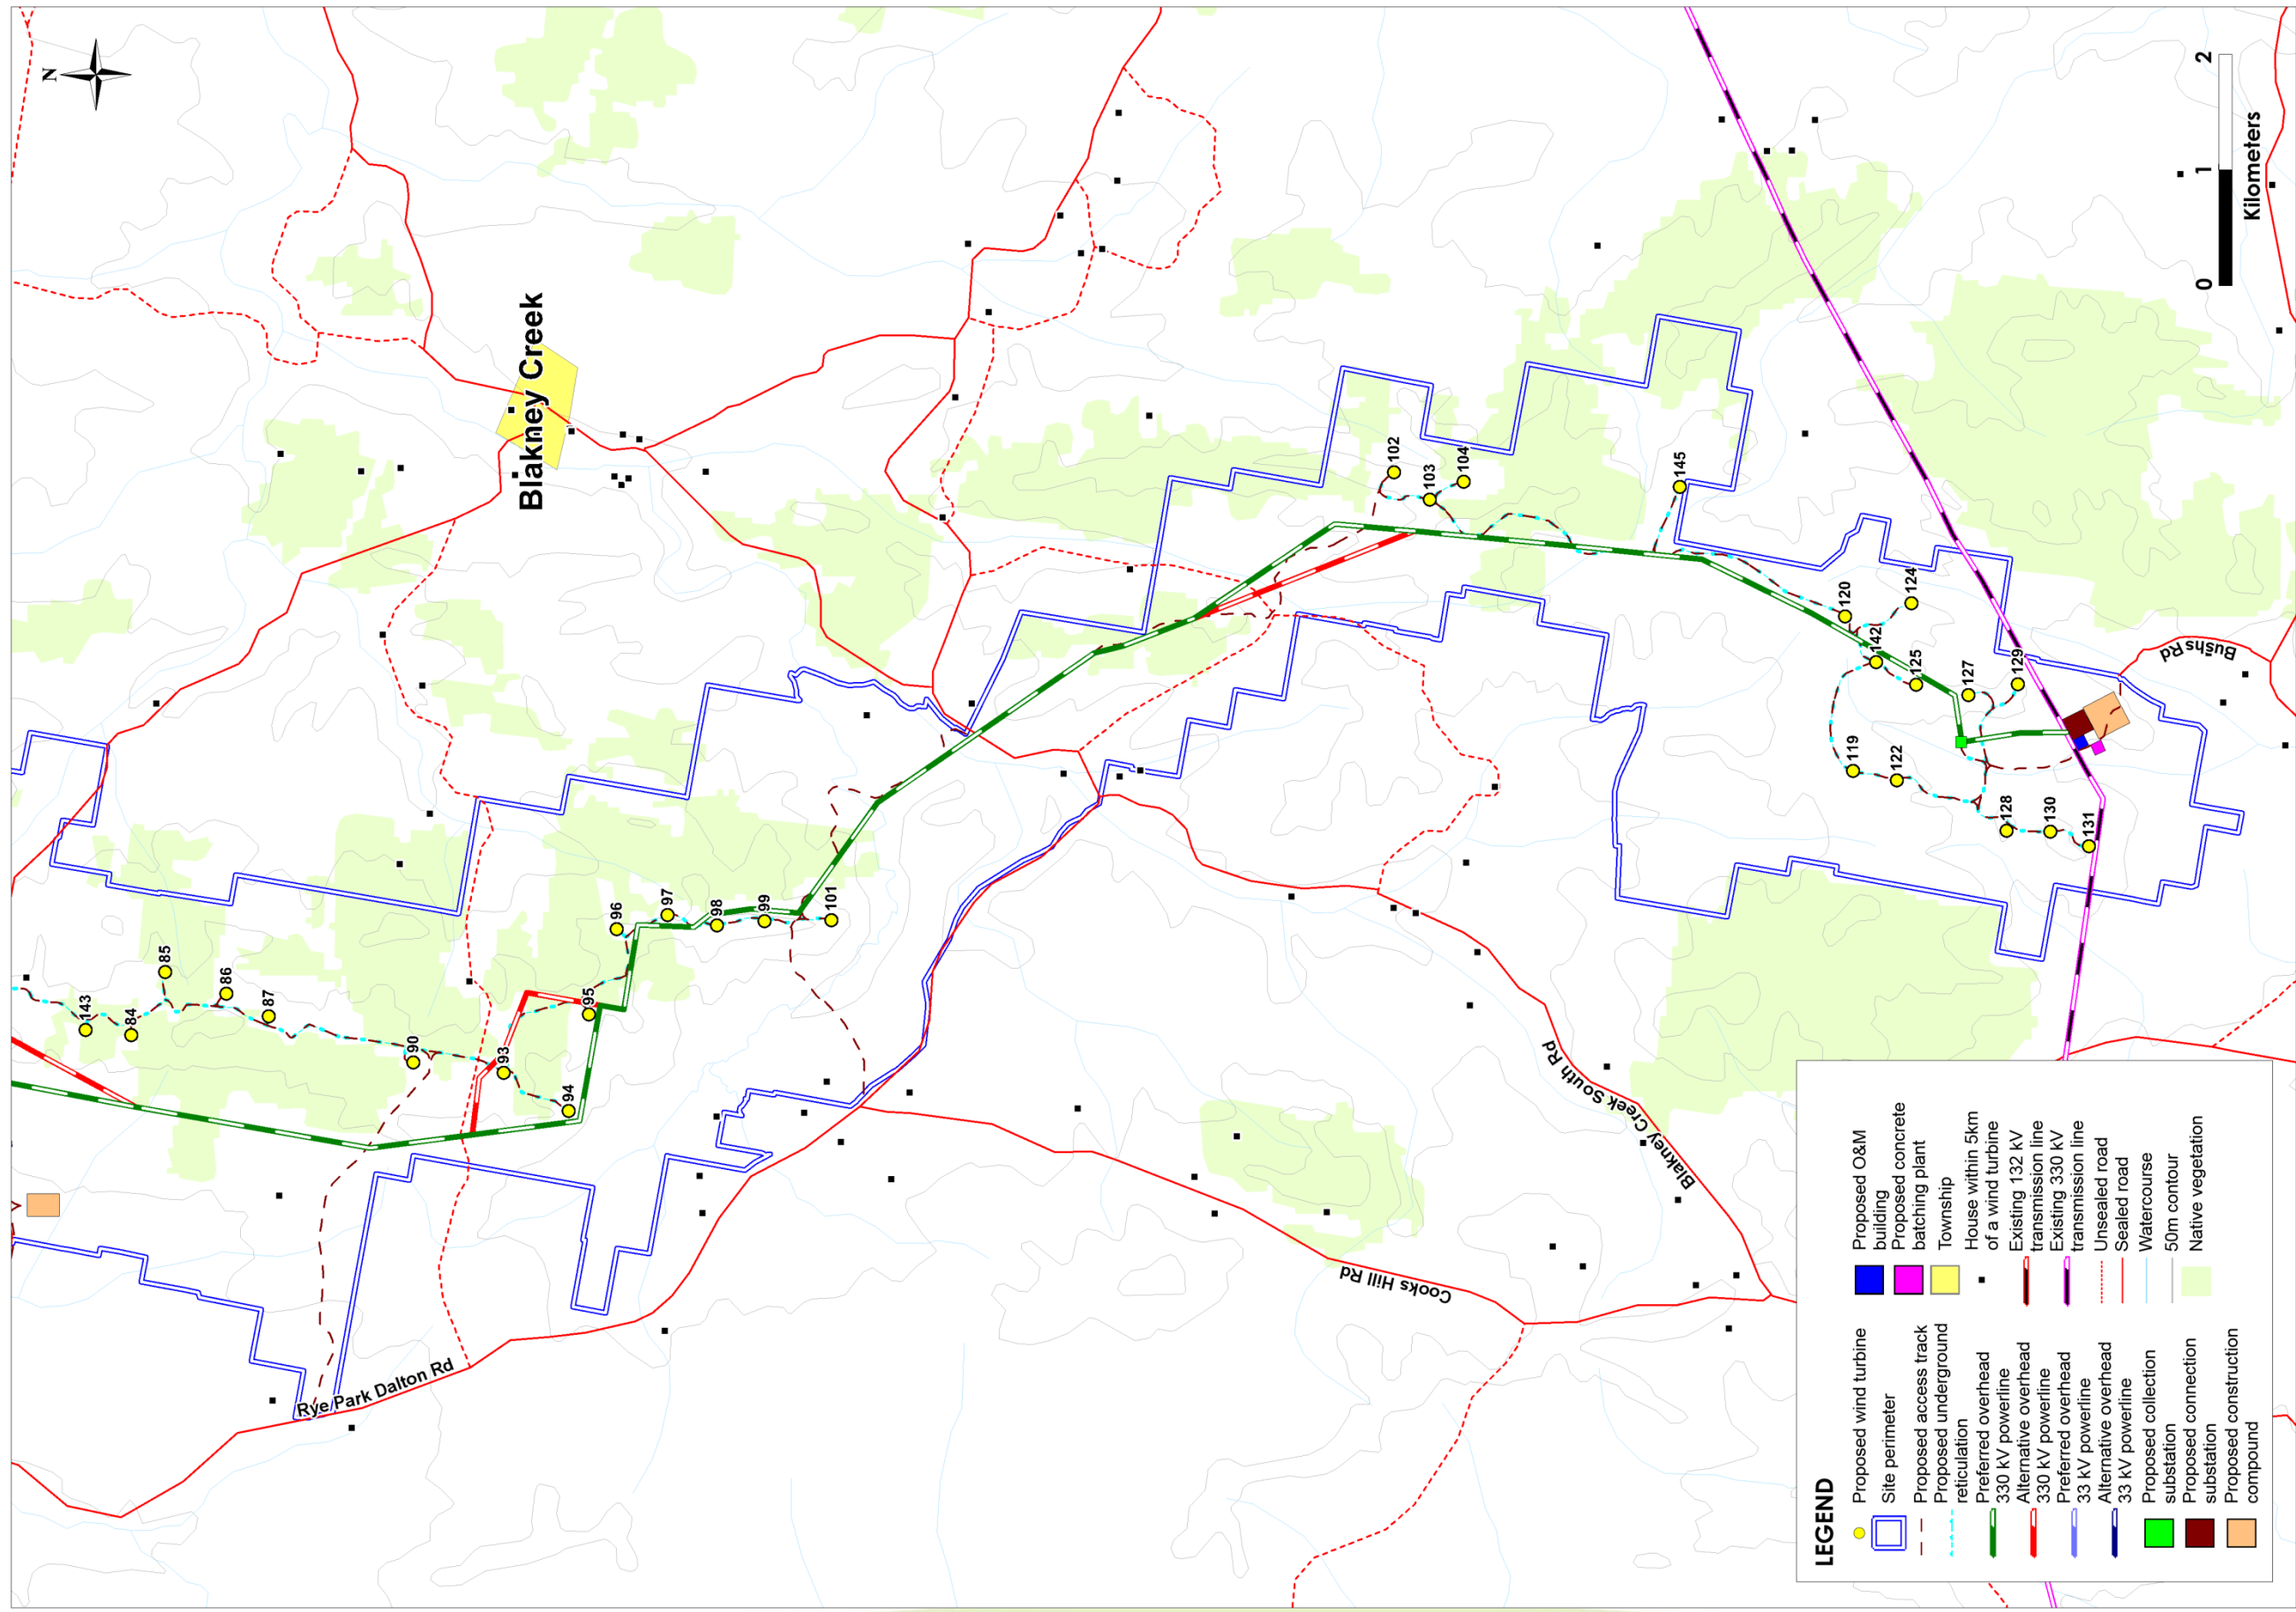 N
Blakney Creek
143
84
85
86
87
90
93
94
95
96
97
98
99
101
102
103
104
145
120
124
142
125
127
129
119
122
128
130
131
Rye Park Dalton Rd
Cooks Hill Rd
Blakney Creek South Rd
Bushs Rd
0
1
2
Kilometers
LEGEND
Proposed wind turbine
Site perimeter
Proposed access track
Proposed underground
reticulation
Preferred overhead
330 kV powerline
Alternative overhead
330 kV powerline
Preferred overhead
33 kV powerline
Alternative overhead
33 kV powerline
Proposed collection
substation
Proposed connection
substation
Proposed construction
compound
Proposed O&M
building
Proposed concrete
batching plant
Township
House within 5km
of a wind turbine
Existing 132 kV
transmission line
Existing 330 kV
transmission line
Unsealed road
Sealed road
Watercourse
50m contour
Native vegetation